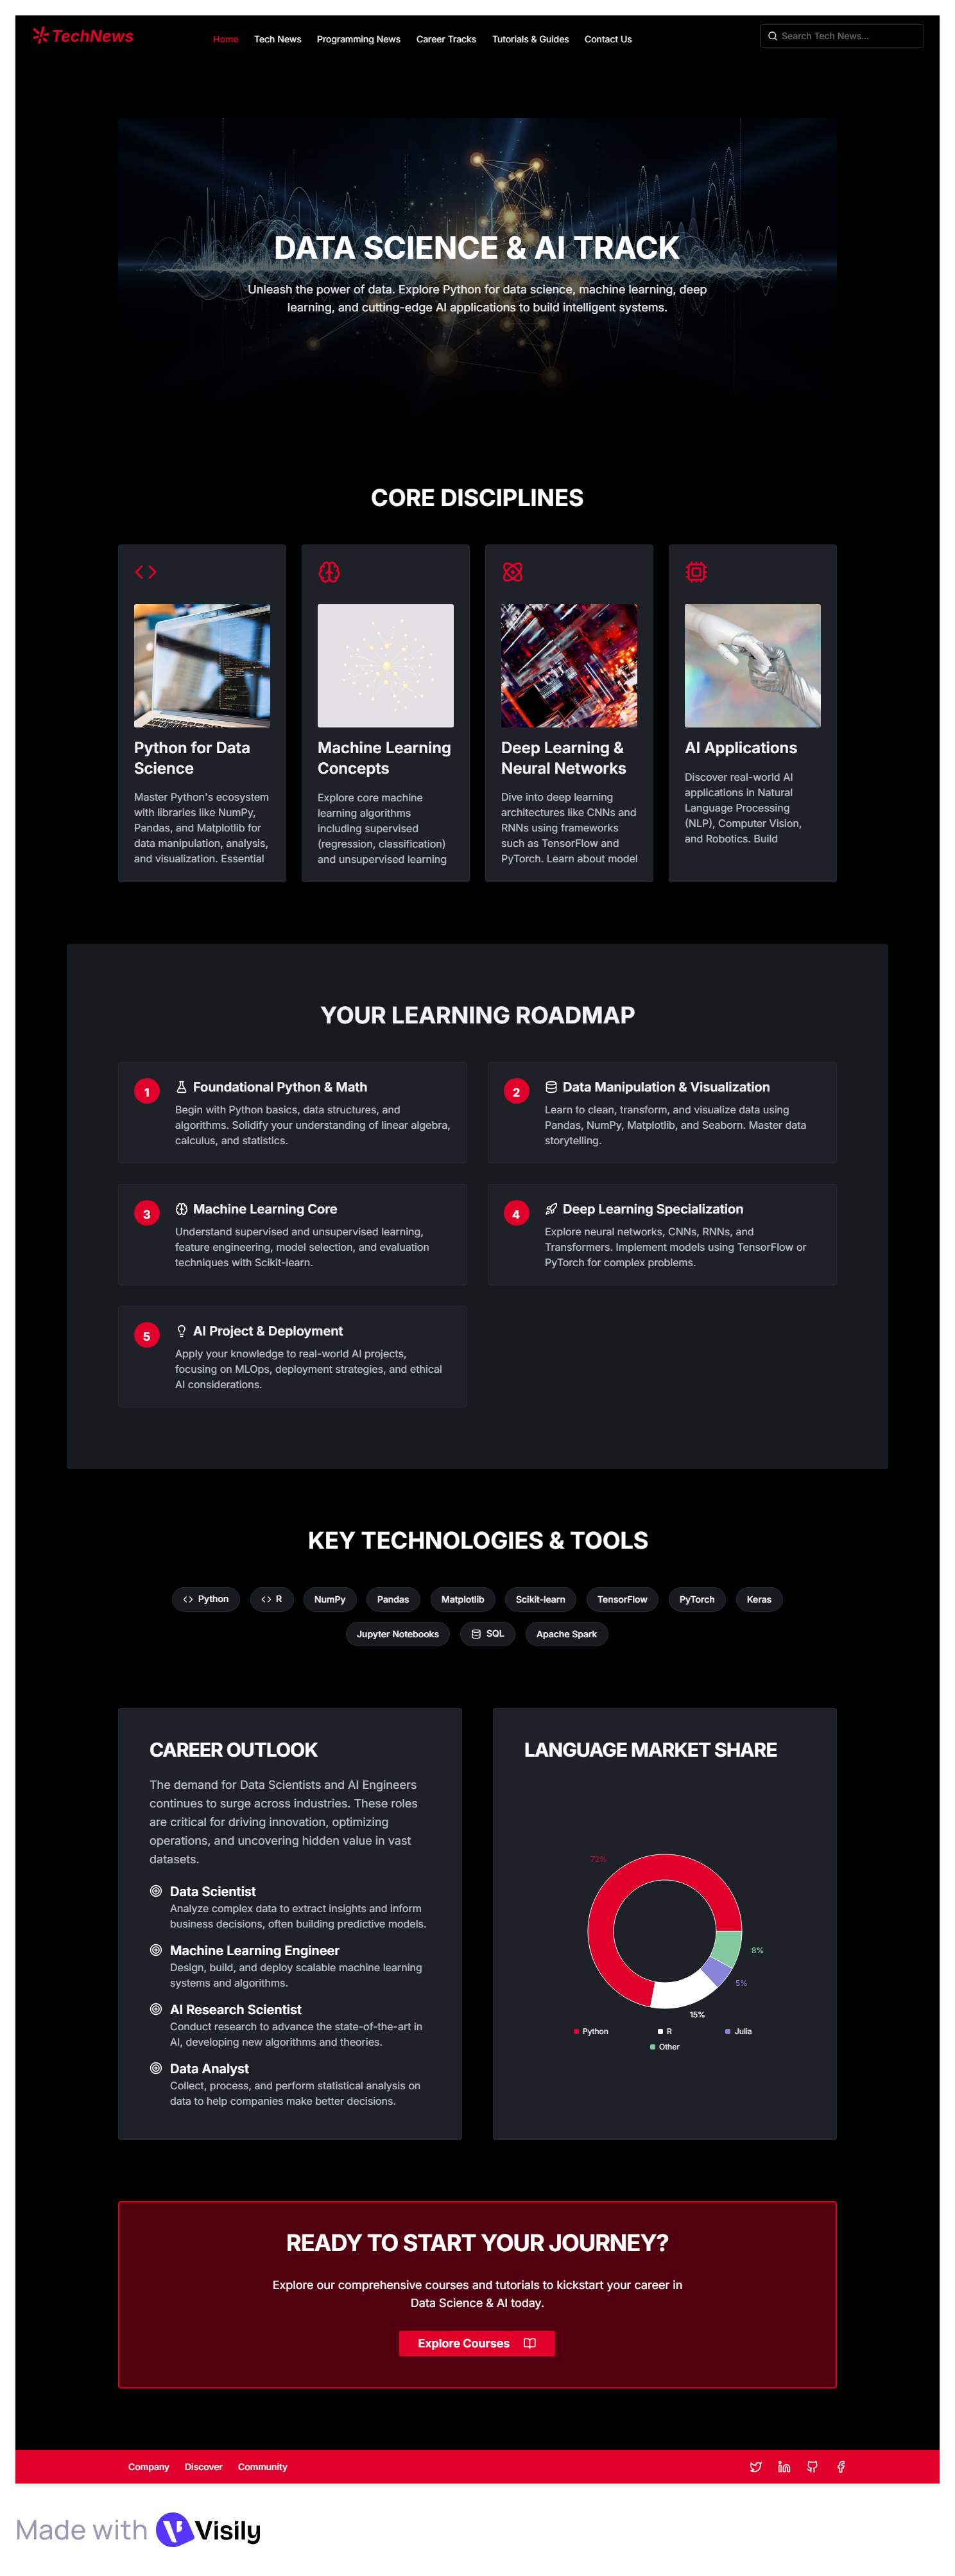 TechNews
Home
Tech News
Programming News
Career Tracks
Tutorials & Guides
Contact Us
Search Tech News...
DATA SCIENCE & AI TRACK
Unleash the power of data. Explore Python for data science, machine learning, deep
learning, and cutting-edge AI applications to build intelligent systems.
CORE DISCIPLINES
Python for Data
Science
Master Python's ecosystem
with libraries like NumPy,
Pandas, and Matplotlib for
data manipulation, analysis,
and visualization. Essential
Machine Learning
Concepts
Explore core machine
learning algorithms
including supervised
(regression, classification)
and unsupervised learning
Deep Learning &
Neural Networks
Dive into deep learning
architectures like CNNs and
RNNs using frameworks
such as TensorFlow and
PyTorch. Learn about model
AI Applications
Discover real-world AI
applications in Natural
Language Processing
(NLP), Computer Vision,
and Robotics. Build
YOUR LEARNING ROADMAP
1
Foundational Python & Math
Begin with Python basics, data structures, and
algorithms. Solidify your understanding of linear algebra,
calculus, and statistics.
2
Data Manipulation & Visualization
Learn to clean, transform, and visualize data using
Pandas, NumPy, Matplotlib, and Seaborn. Master data
storytelling.
3
Machine Learning Core
Understand supervised and unsupervised learning,
feature engineering, model selection, and evaluation
techniques with Scikit-learn.
4
Deep Learning Specialization
Explore neural networks, CNNs, RNNs, and
Transformers. Implement models using TensorFlow or
PyTorch for complex problems.
5
AI Project & Deployment
Apply your knowledge to real-world AI projects,
focusing on MLOps, deployment strategies, and ethical
AI considerations.
KEY TECHNOLOGIES & TOOLS
Python
R
NumPy
Pandas
Matplotlib
Scikit-learn
TensorFlow
PyTorch
Keras
Jupyter Notebooks
SQL
Apache Spark
CAREER OUTLOOK
The demand for Data Scientists and AI Engineers
continues to surge across industries. These roles
are critical for driving innovation, optimizing
operations, and uncovering hidden value in vast
datasets.
Data Scientist
Analyze complex data to extract insights and inform
business decisions, often building predictive models.
Machine Learning Engineer
Design, build, and deploy scalable machine learning
systems and algorithms.
AI Research Scientist
Conduct research to advance the state-of-the-art in
AI, developing new algorithms and theories.
Data Analyst
Collect, process, and perform statistical analysis on
data to help companies make better decisions.
LANGUAGE MARKET SHARE
72%
8%
5%
15%
Python
R
Julia
Other
READY TO START YOUR JOURNEY?
Explore our comprehensive courses and tutorials to kickstart your career in
Data Science & AI today.
Explore Courses
Company
Discover
Community
Made with Visily